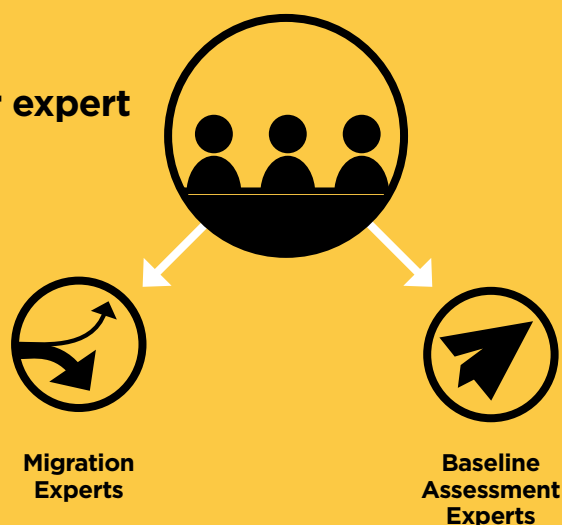 expert
Migration
Experts
Baseline
Assessment
Experts